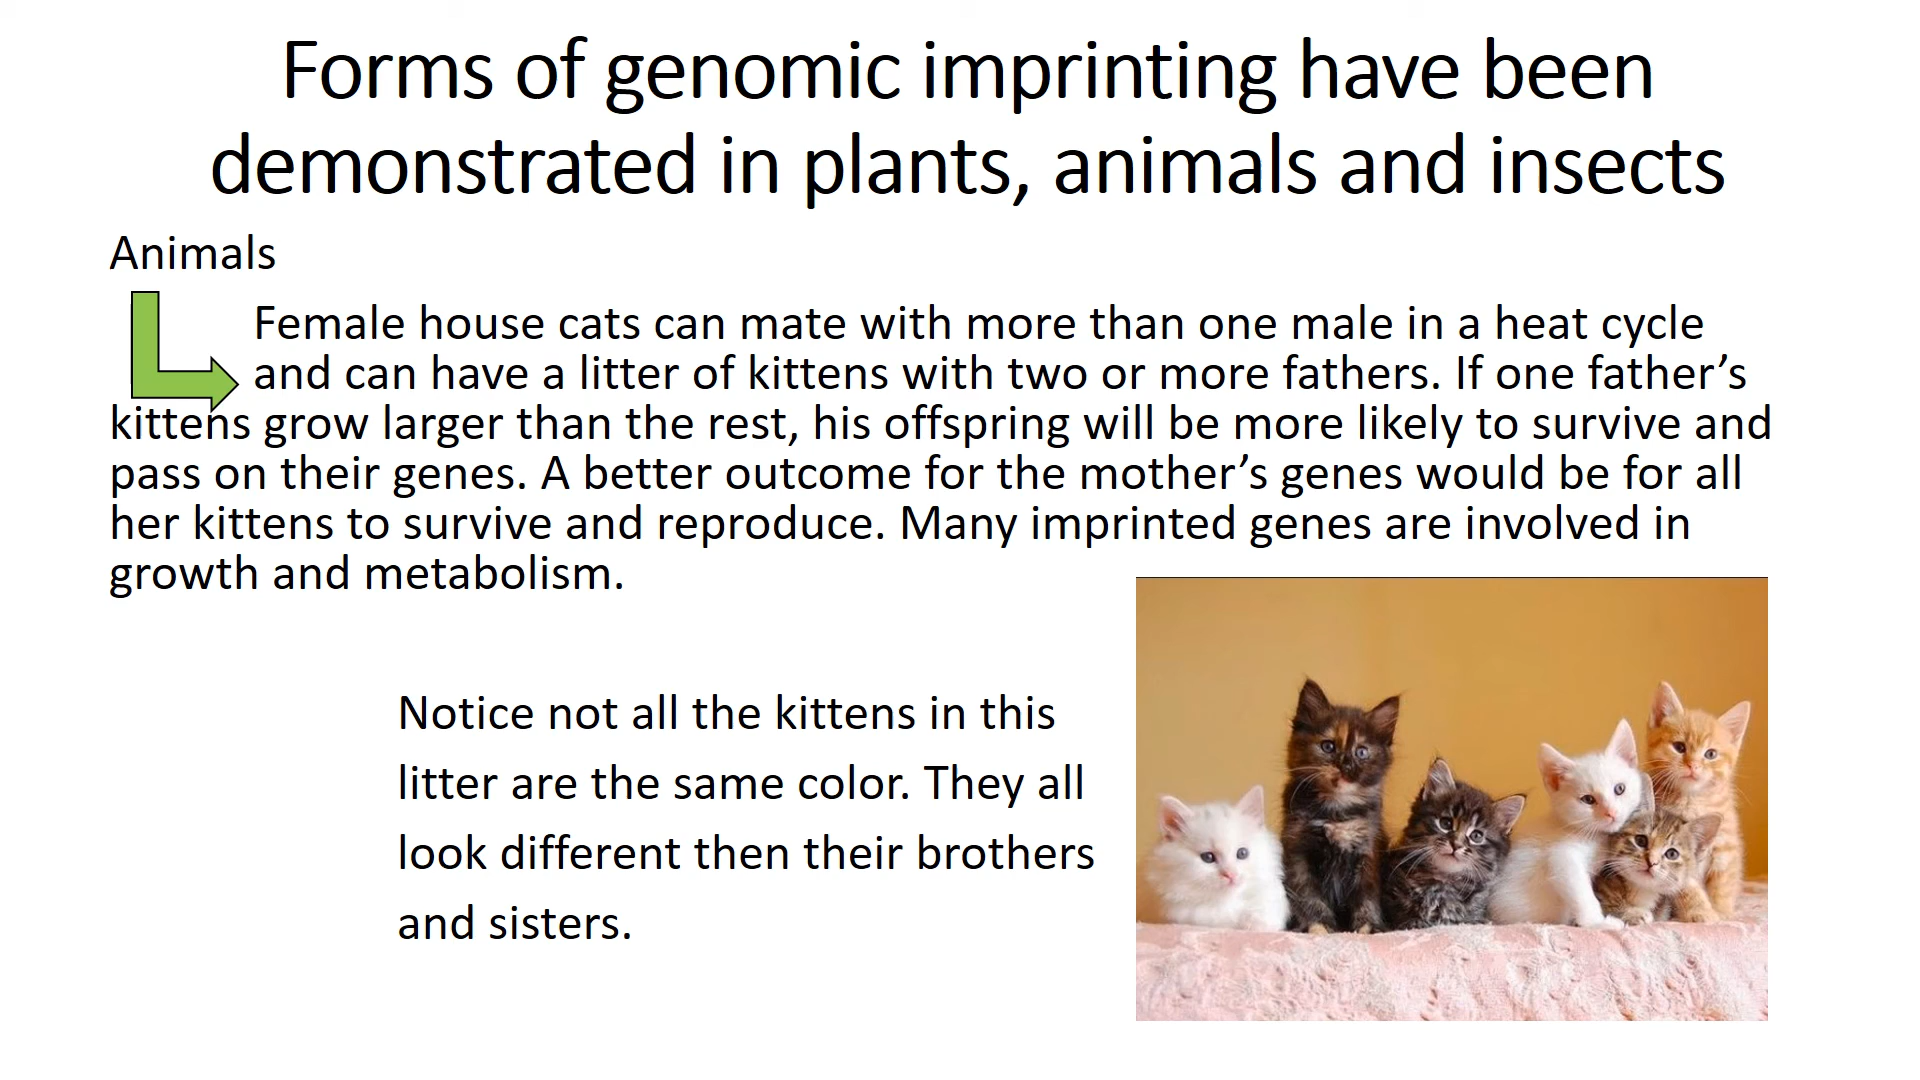 Forms of genomic imprinting have been
demonstrated in plants, animals and insects
Animals
Female house cats can mate with more than one male in a heat cycle
and can have a litter of kittens with two or more fathers. If one father’s
kittens grow larger than the rest, his offspring will be more likely to survive and
pass on their genes. A better outcome for the mother’s genes would be for all
her kittens to survive and reproduce. Many imprinted genes are involved in
growth and metabolism.
Notice not all the kittens in this
litter are the same color. They all
look different then their brothers
and sisters.